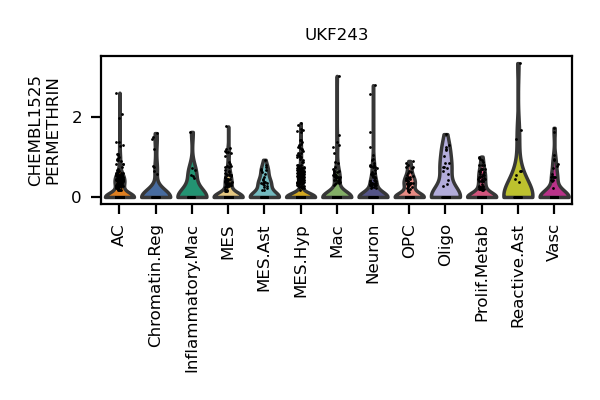 UKF243
CHEMBL1525
PERMETHRIN
2
0
AC
Chromatin.Reg
Inflammatory.Mac
MES
MES.Ast
MES.Hyp
Mac
Neuron
OPC
Oligo
Prolif.Metab
Reactive.Ast
Vasc